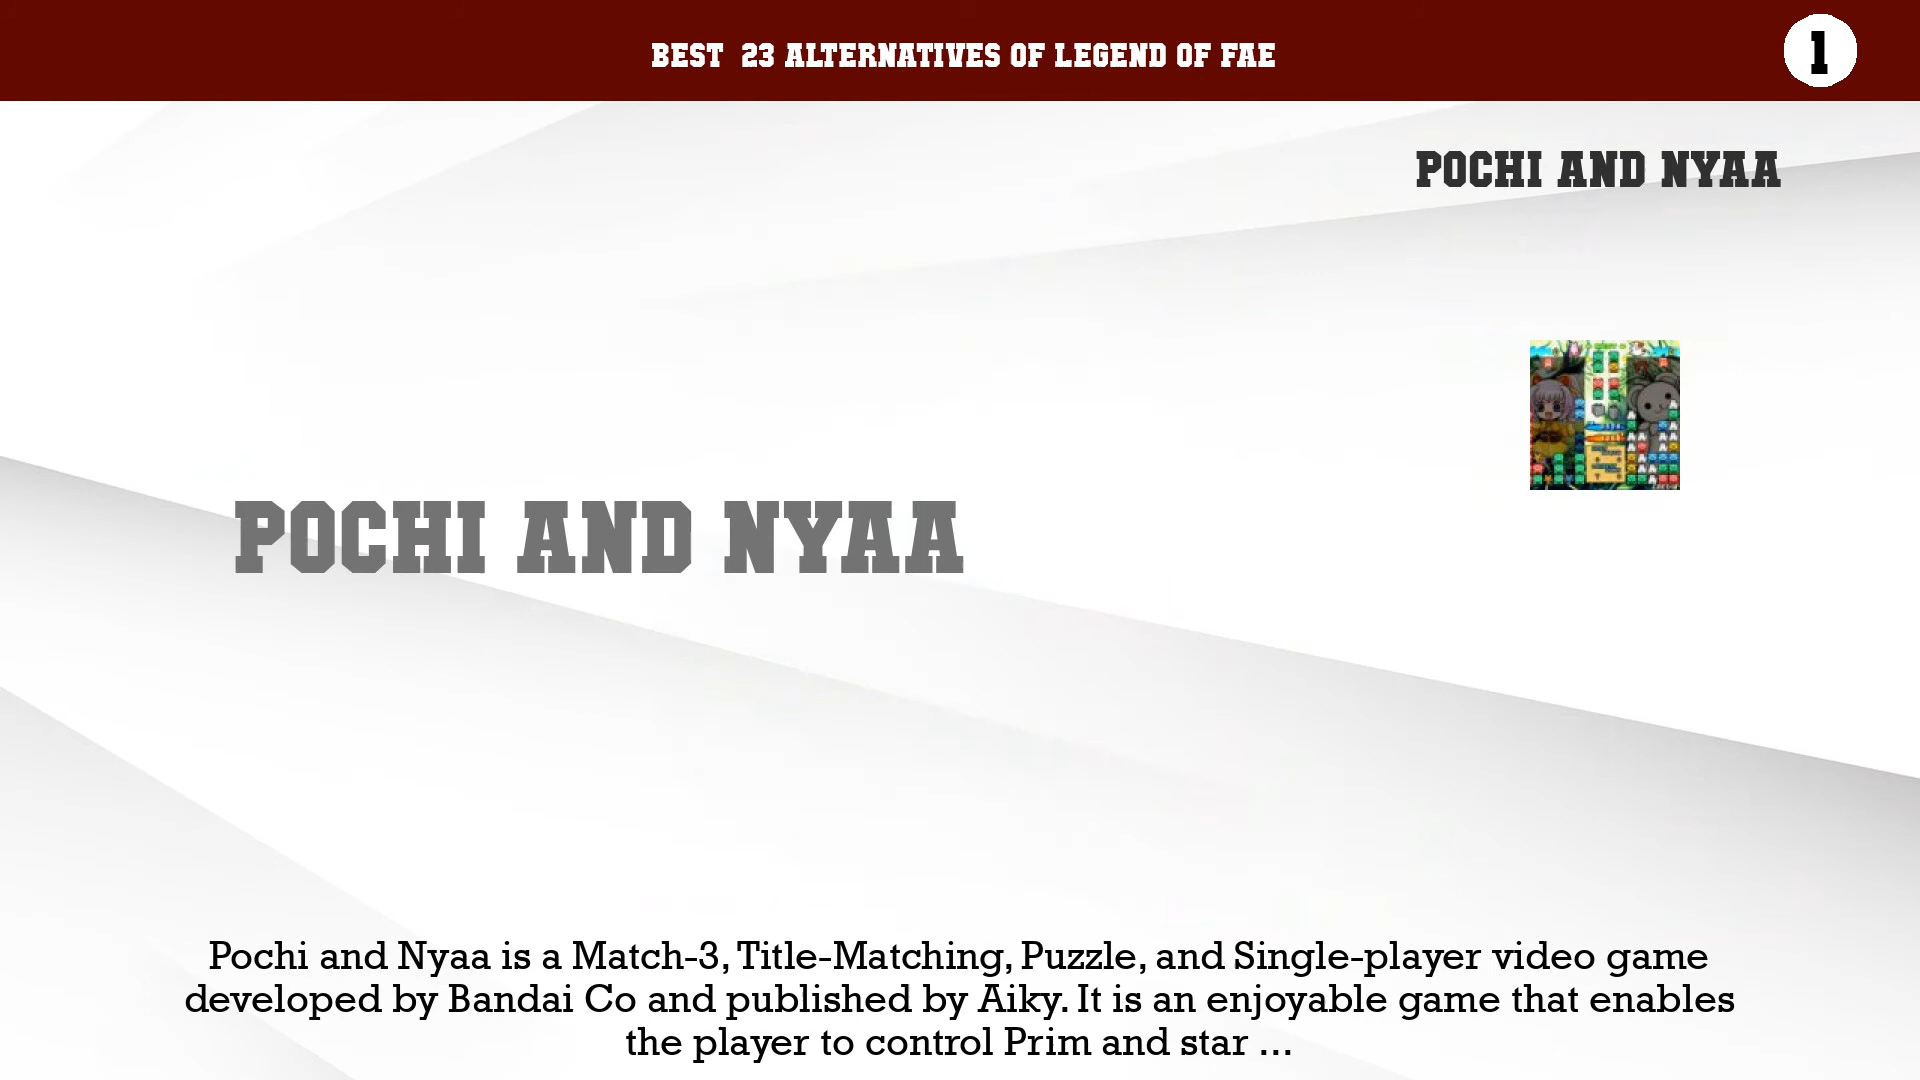 BEST 23 ALTERNATIVES OF LEGEND OF FAE
1
POCHI AND NYAA
POCHI AND NYAA
Pochi and Nyaa is a Match-3, Title-Matching, Puzzle, and Single-player video game
developed by Bandai Co and published by Aiky. It is an enjoyable game that enables
the player to control Prim and star ...